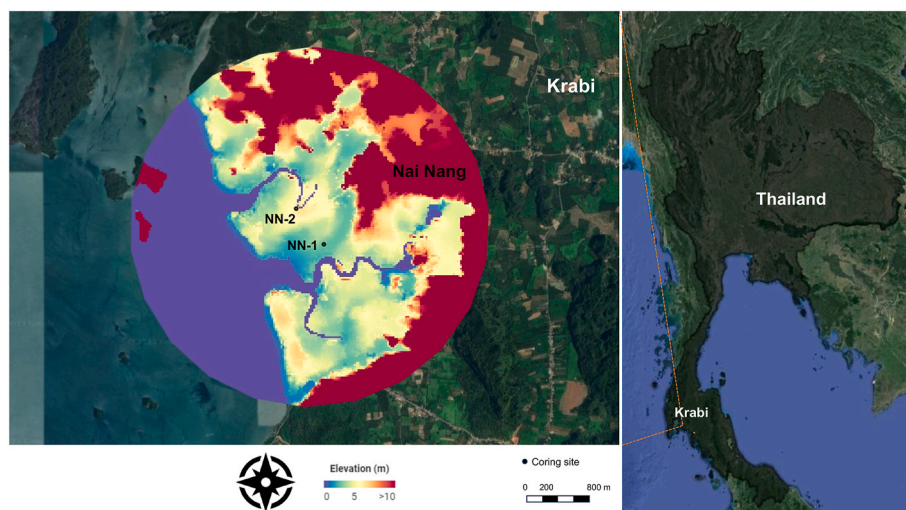 Krabi
Nai Nang
NN-2
NN-1
Thailand
Krabi
Elevation (m)
0 5 >10
Coring site
0 200 800 m